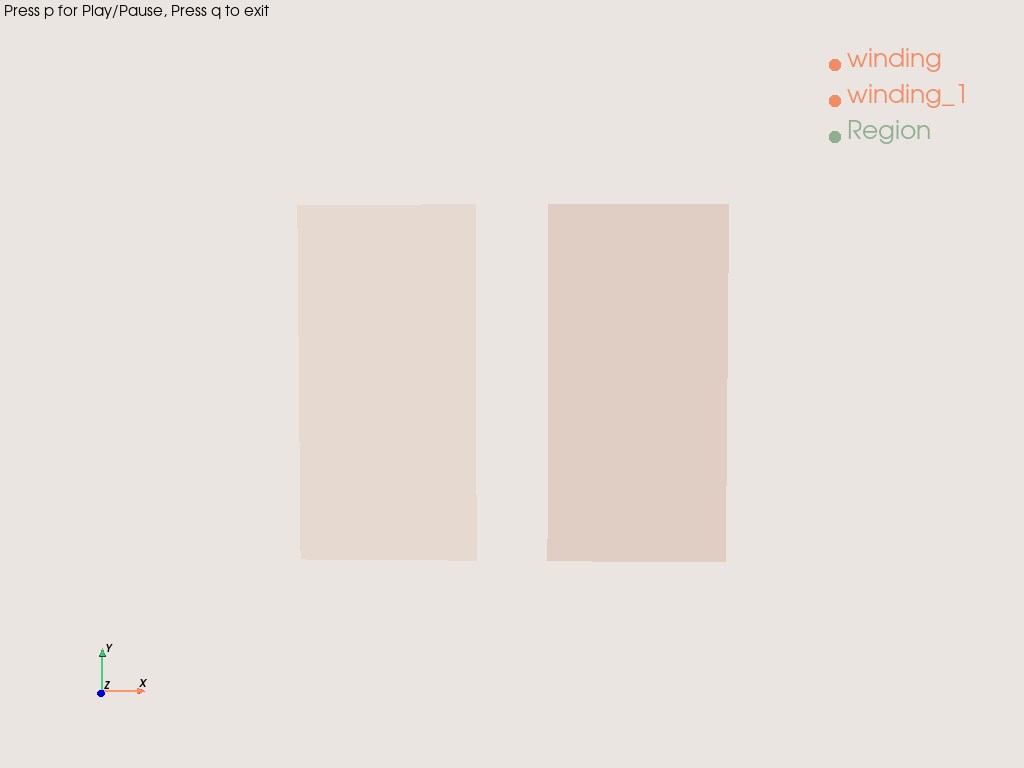 Press p for Play/Pause, Press q to exit
winding
winding_1
Region
Y
Z
X